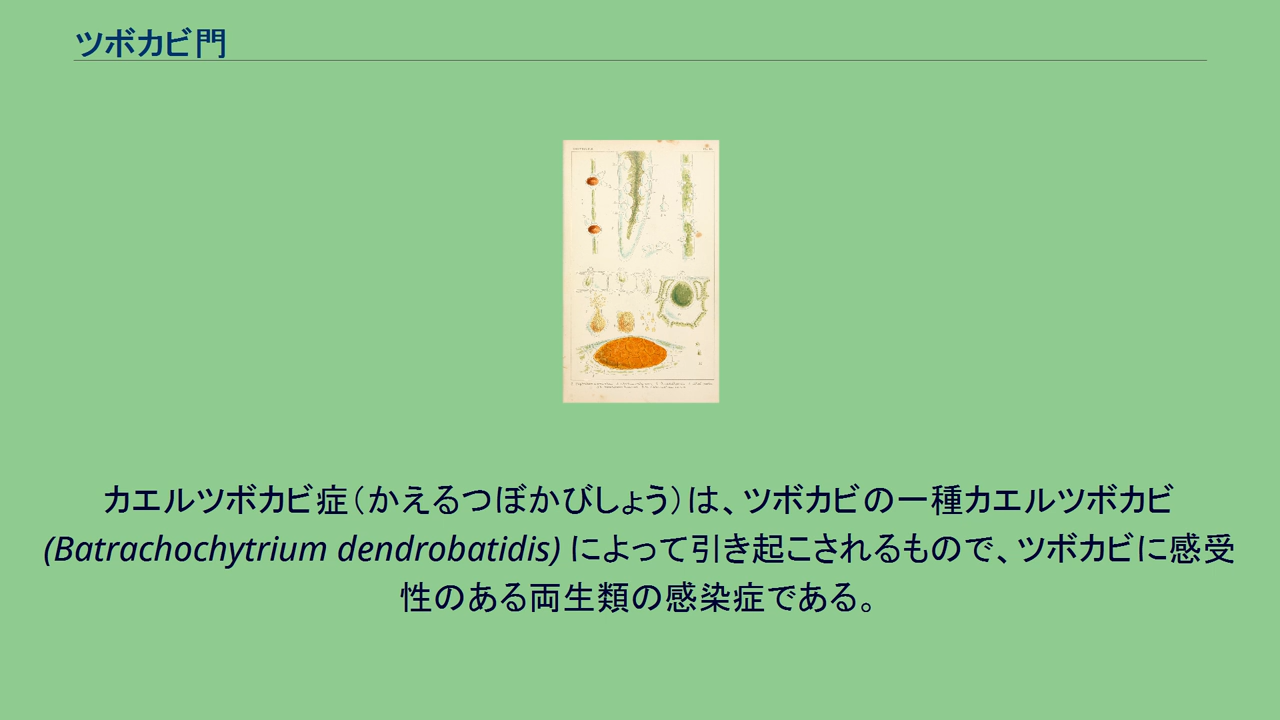 ツボカビ門
カエルツボカビ症（かえるつぼかびしょう）は、ツボカビの一種カエルツボカビ
(Batrachochytrium dendrobatidis) によって引き起こされるもので、ツボカビに感受
性のある両生類の感染症である。